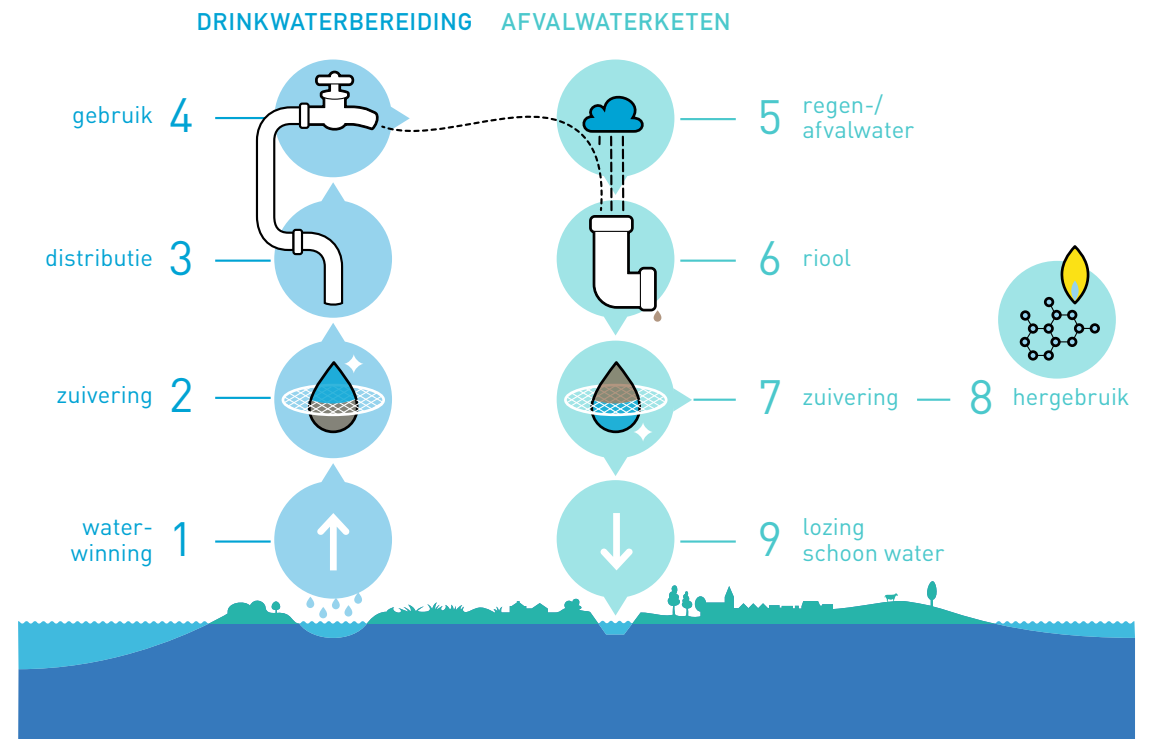 DRINKWATERBEREIDING
AFVALWATERKETEN
gebruik 4
5 regen-/
afvalwater
distributie 3
6 riool
zuivering 2
7 zuivering
8 hergebruik
water-
winning 1
9 lozing
schoon water